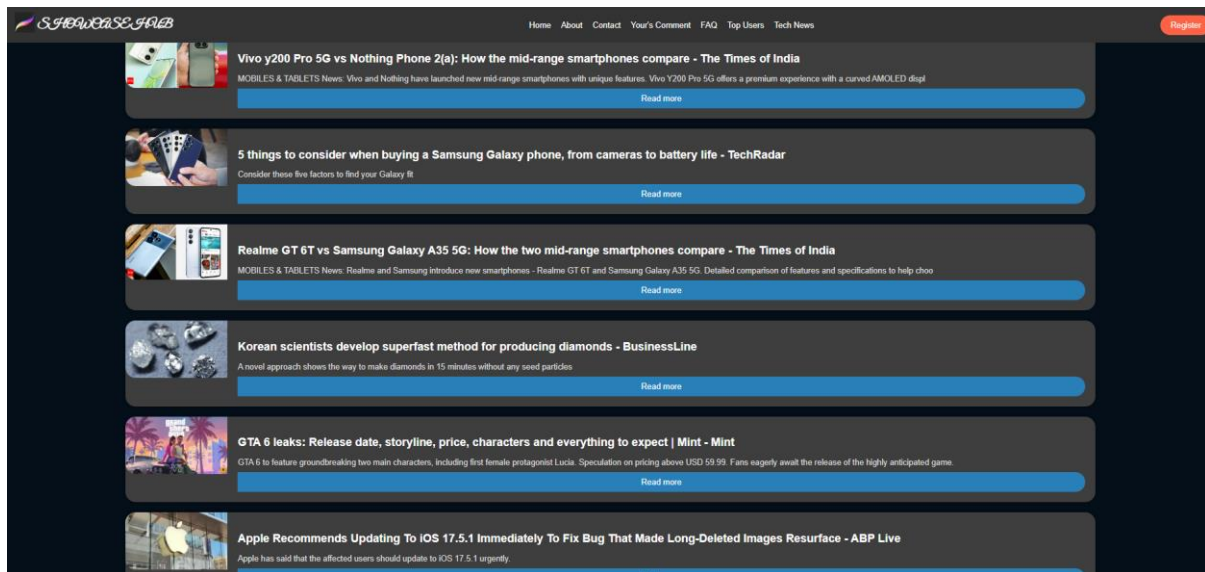 SHOWCASE HUB
Home About Contact Your's Comment FAQ Top Users Tech News
Register
Vivo y200 Pro 5G vs Nothing Phone 2(a): How the mid-range smartphones compare - The Times of India
MOBILES & TABLETS News: Vivo and Nothing have launched new mid-range smartphones with unique features. Vivo Y200 Pro 5G offers a premium experience with a curved AMOLED displ
Read more
5 things to consider when buying a Samsung Galaxy phone, from cameras to battery life - TechRadar
Consider these five factors to find your Galaxy fit
Read more
Realme GT 6T vs Samsung Galaxy A35 5G: How the two mid-range smartphones compare - The Times of India
MOBILES & TABLETS News: Realme and Samsung introduce new smartphones - Realme GT 6T and Samsung Galaxy A35 5G. Detailed comparison of features and specifications to help choo
Read more
Korean scientists develop superfast method for producing diamonds - BusinessLine
A novel approach shows the way to make diamonds in 15 minutes without any seed particles
Read more
grand theft auto
GTA 6 leaks: Release date, storyline, price, characters and everything to expect | Mint - Mint
GTA 6 to feature groundbreaking two main characters, including first female protagonist Lucia. Speculation on pricing above USD 59.99. Fans eagerly await the release of the highly anticipated game.
Read more
Apple Recommends Updating To iOS 17.5.1 Immediately To Fix Bug That Made Long-Deleted Images Resurface - ABP Live
Apple has said that the affected users should update to iOS 17.5.1 urgently.